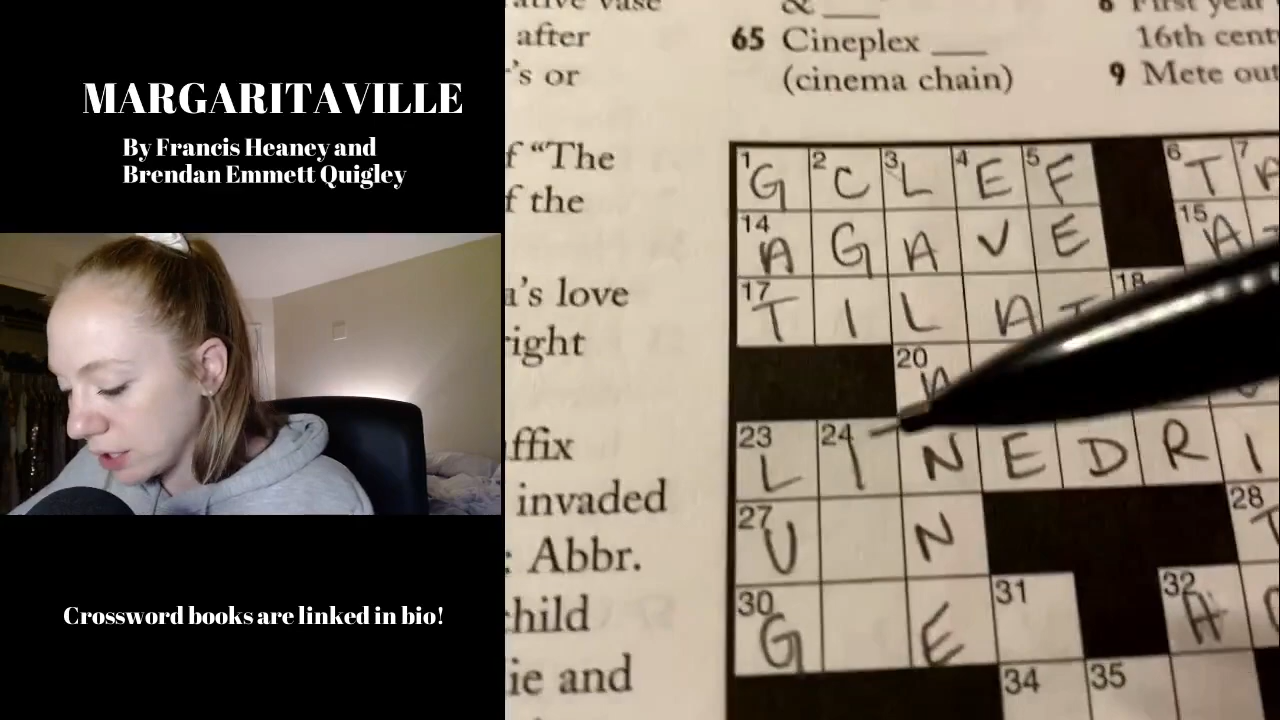 MARGARITAVILLE
By Francis Heaney and
Brendan Emmett Quigley
Crossword books are linked in bio!
after
's or
f “The
f the
a's love
right
ffix
invaded
: Abbr.
child
ie and
& ___
65 Cineplex ___
(cinema chain)
16th cent
9 Mete out
1 G 2 C 3 L 4 E 5 F 6 T 7 A
14 A G A V E 15 A
17 T I L A T 18
20 A
23 L 24 I N E D R I
27 U N 28 T
30 G E 31 32 A
34 35